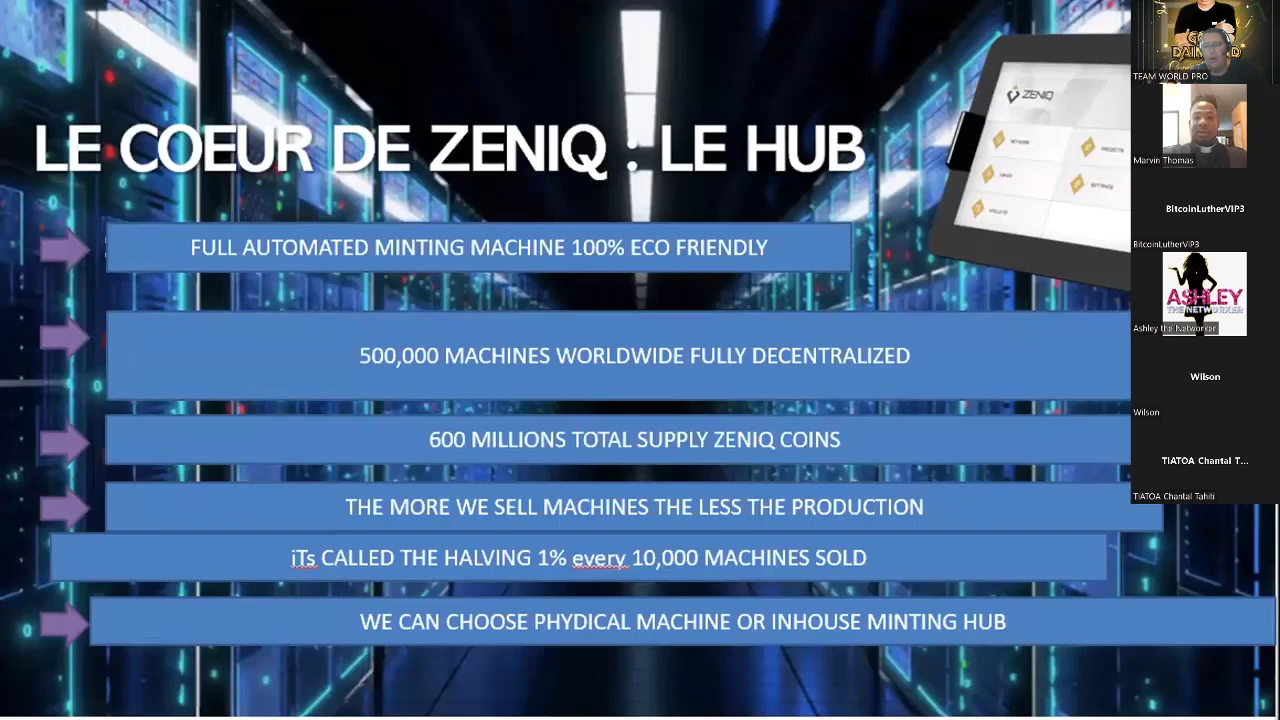 LE COEUR DE ZENIQ : LE HUB
FULL AUTOMATED MINTING MACHINE 100% ECO FRIENDLY
500,000 MACHINES WORLDWIDE FULLY DECENTRALIZED
600 MILLIONS TOTAL SUPPLY ZENIQ COINS
THE MORE WE SELL MACHINES THE LESS THE PRODUCTION
iTs CALLED THE HALVING 1% every 10,000 MACHINES SOLD
WE CAN CHOOSE PHYDICAL MACHINE OR INHOUSE MINTING HUB
ZENIQ
TEAM WORLD PRO
Marvin Thomas
BitcoinLutherVIP3
BitcoinLutherVIP3
ASHLEY
THE NETWORKER
Ashley the Networker
Wilson
Wilson
TIATOA Chantal T...
TIATOA Chantal Tahiti